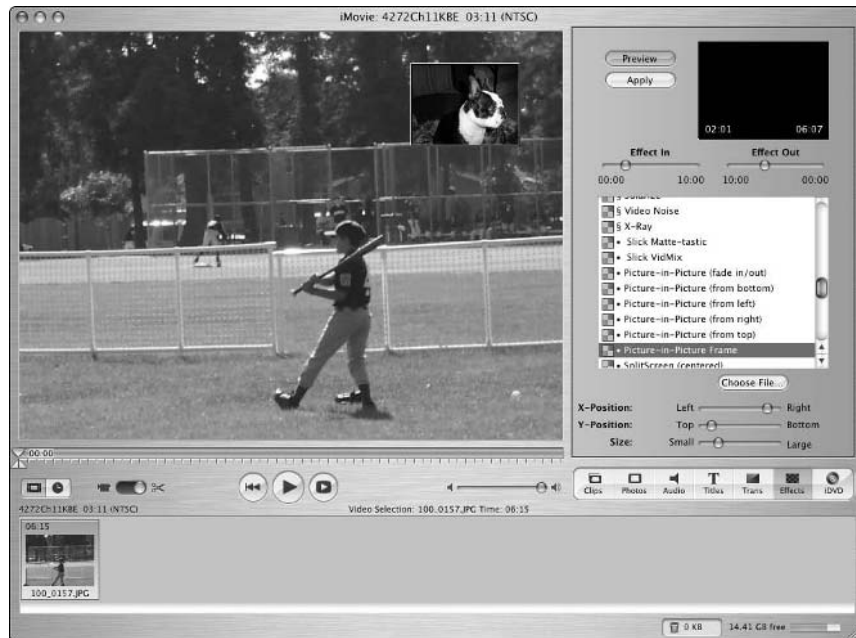 iMovie: 4272Ch11KBE 03:11 (NTSC)
Preview
Apply
02:01 06:07
Effect In Effect Out
00:00 10:00 10:00 00:00
§ Video Noise
§ X-Ray
• Slick Matte-tastic
• Slick VidMix
• Picture-in-Picture (fade in/out)
• Picture-in-Picture (from bottom)
• Picture-in-Picture (from left)
• Picture-in-Picture (from right)
• Picture-in-Picture (from top)
• Picture-in-Picture Frame
• SplitScreen (centered)
Choose File...
X-Position: Left Right
Y-Position: Top Bottom
Size: Small Large
00:00
Clips Photos Audio Titles Trans Effects iDVD
4272Ch11KBE 03:11 (NTSC) Video Selection: 100_0157.JPG Time: 06:15
06:15
100_0157.JPG
0 KB 14.41 GB free